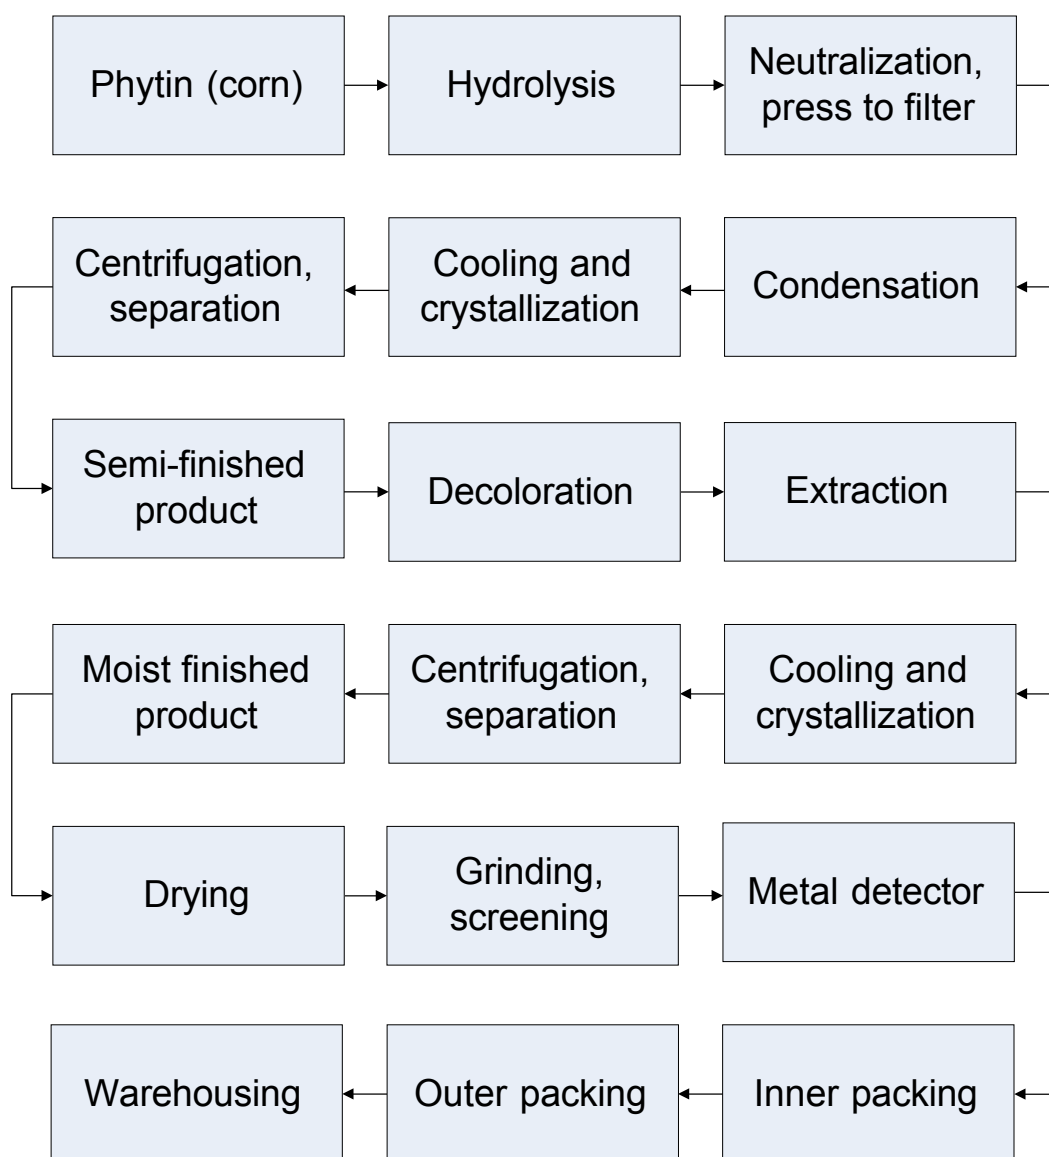 Phytin (corn)
Hydrolysis
Neutralization,
press to filter
Centrifugation,
separation
Cooling and
crystallization
Condensation
Semi-finished
product
Decoloration
Extraction
Moist finished
product
Centrifugation,
separation
Cooling and
crystallization
Drying
Grinding,
screening
Metal detector
Warehousing
Outer packing
Inner packing